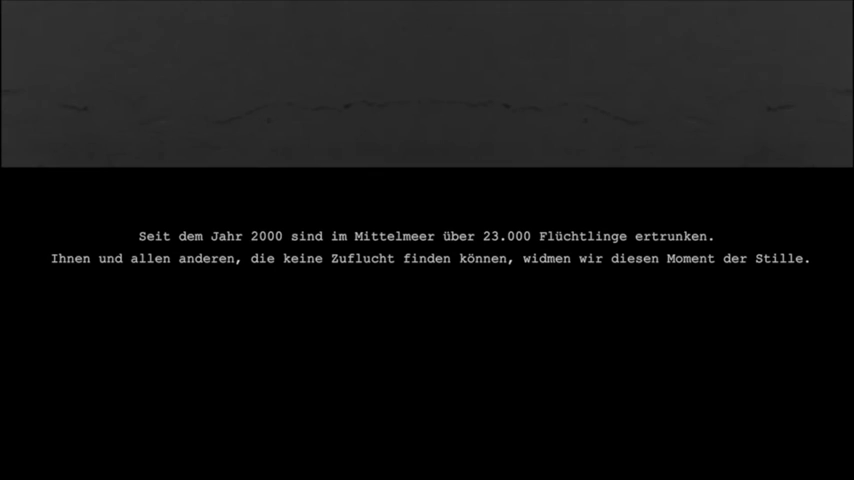 Seit dem Jahr 2000 sind im Mittelmeer über 23.000 Flüchtlinge ertrunken.
Ihnen und allen anderen, die keine Zuflucht finden können, widmen wir diesen Moment der Stille.